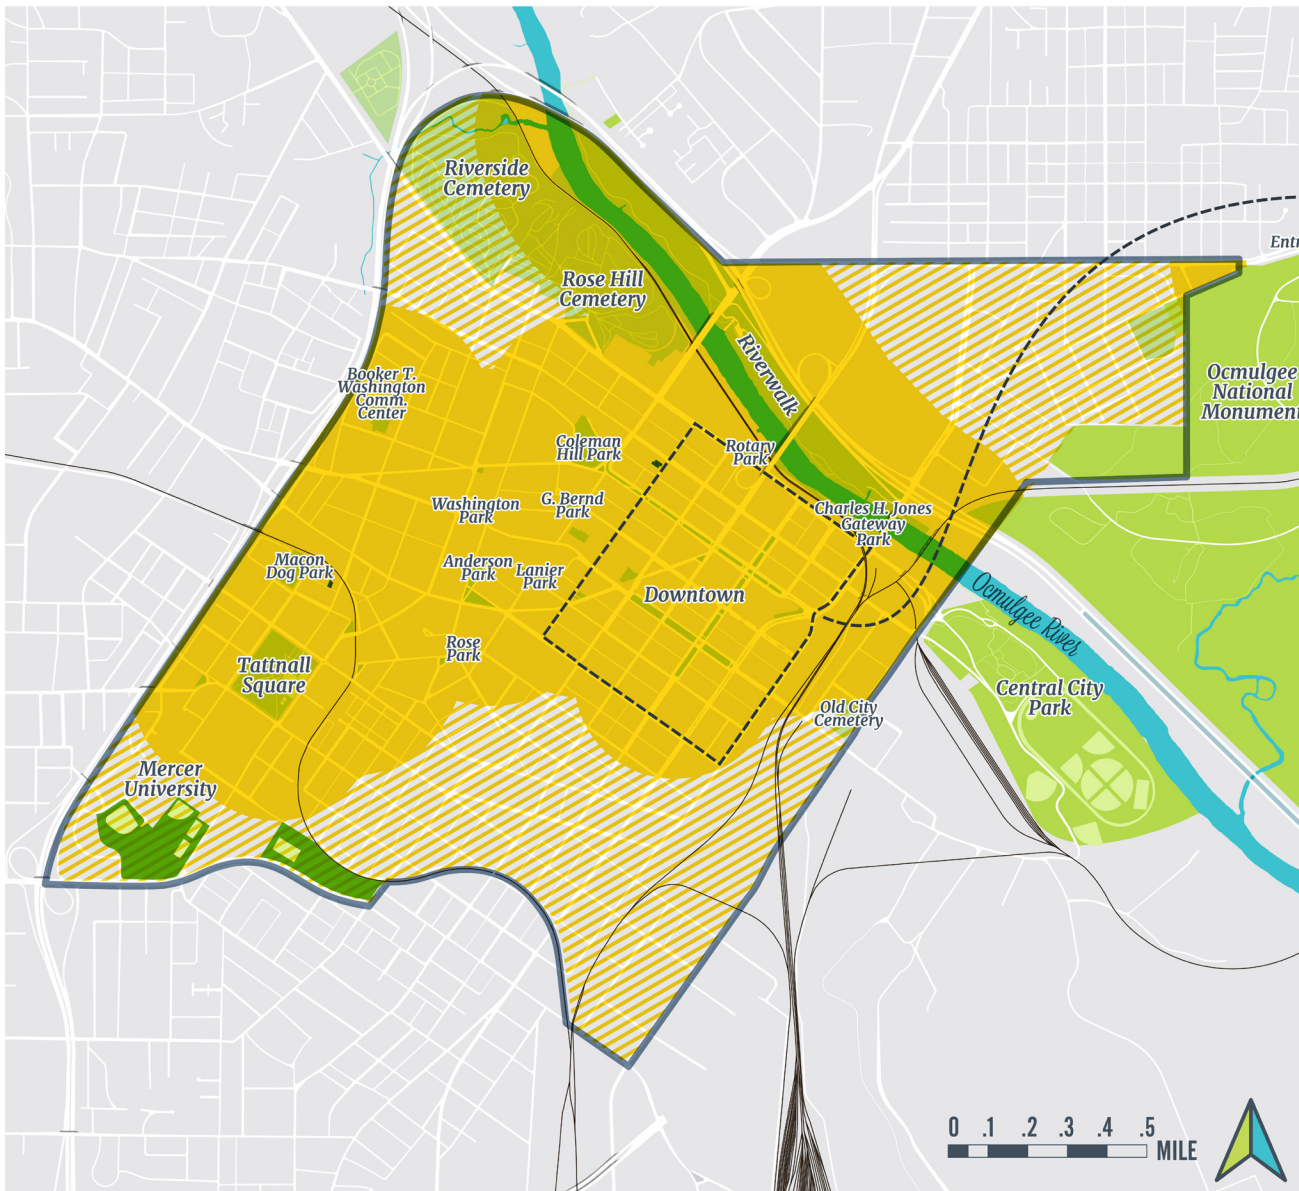 Riverside
Cemetery
Entr
Rose Hill
Cemetery
Riverwalk
Booker T.
Washington
Comm.
Center
Ocmulgee
National
Monument
Coleman
Hill Park
Rotary
Park
Washington
Park
G. Bernd
Park
Charles H. Jones
Gateway
Park
Macon
Dog Park
Anderson
Park
Lanier
Park
Downtown
Ocmulgee River
Rose
Park
Tattnall
Square
Central City
Park
Old City
Cemetery
Mercer
University
0 .1 .2 .3 .4 .5
MILE